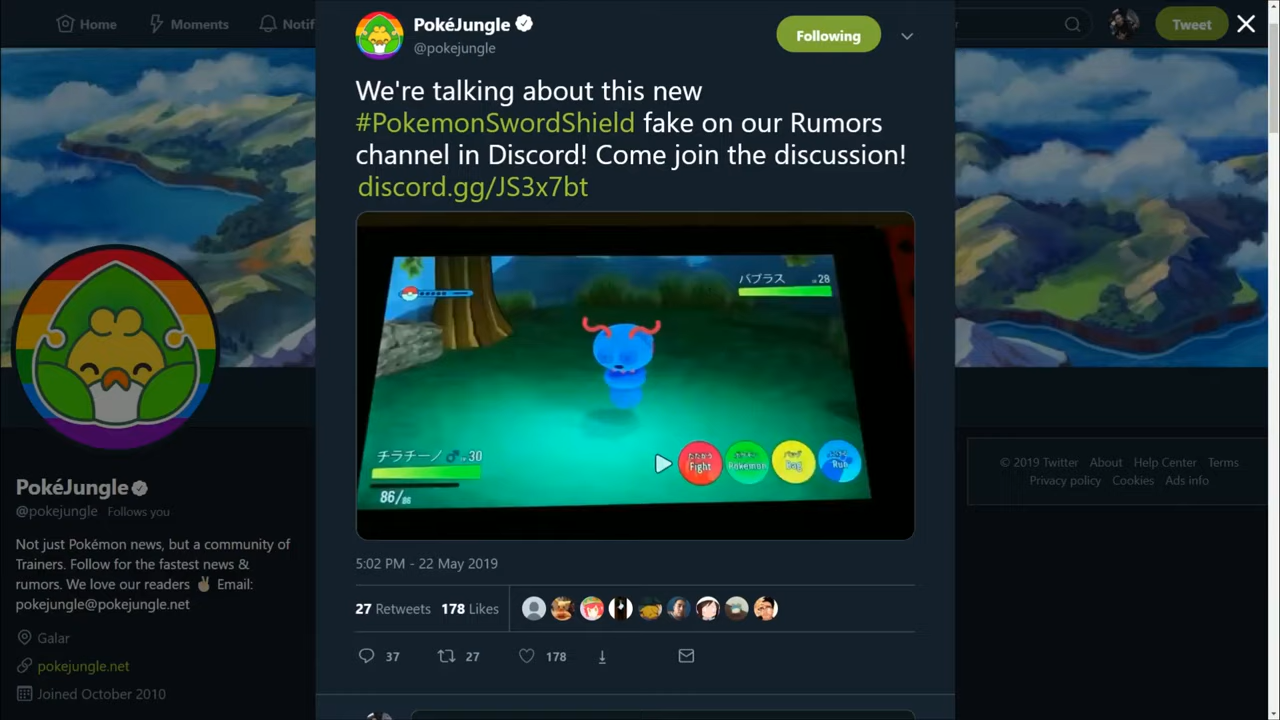 Home
Moments
Notif
Tweet
PokéJungle
@pokejungle
Following
We're talking about this new
#PokemonSwordShield fake on our Rumors
channel in Discord! Come join the discussion!
discord.gg/JS3x7bt
バブラス .28
チラチーノ ♂.30
86/86
Fight
Pokemon
Bag
Run
5:02 PM - 22 May 2019
27 Retweets 178 Likes
37
27
178
PokéJungle
@pokejungle Follows you
Not just Pokémon news, but a community of
Trainers. Follow for the fastest news &
rumors. We love our readers ✌ Email:
pokejungle@pokejungle.net
Galar
pokejungle.net
Joined October 2010
© 2019 Twitter About Help Center Terms
Privacy policy Cookies Ads info